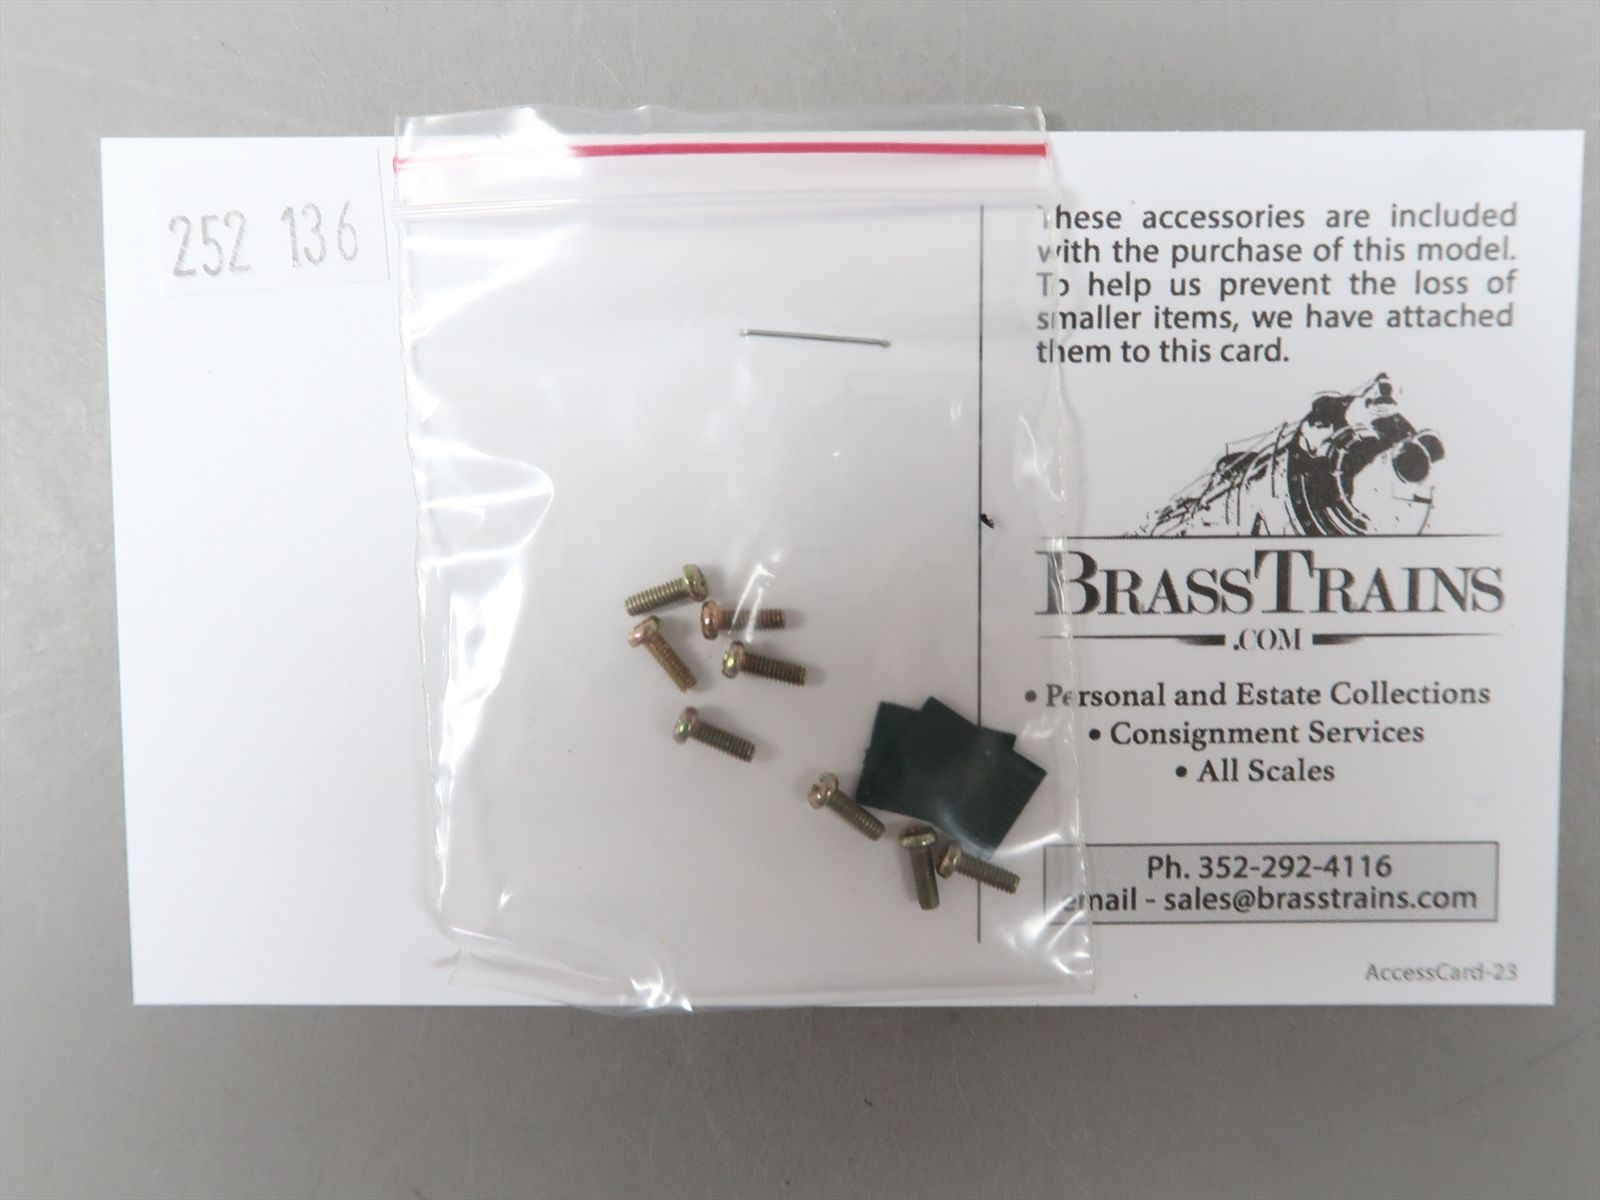 252 136
These accessories are included
with the purchase of this model.
To help us prevent the loss of
smaller items, we have attached
them to this card.
BRASSTRAINS
.COM
• Personal and Estate Collections
• Consignment Services
• All Scales
Ph. 352-292-4116
email - sales@brasstrains.com
AccessCard-23